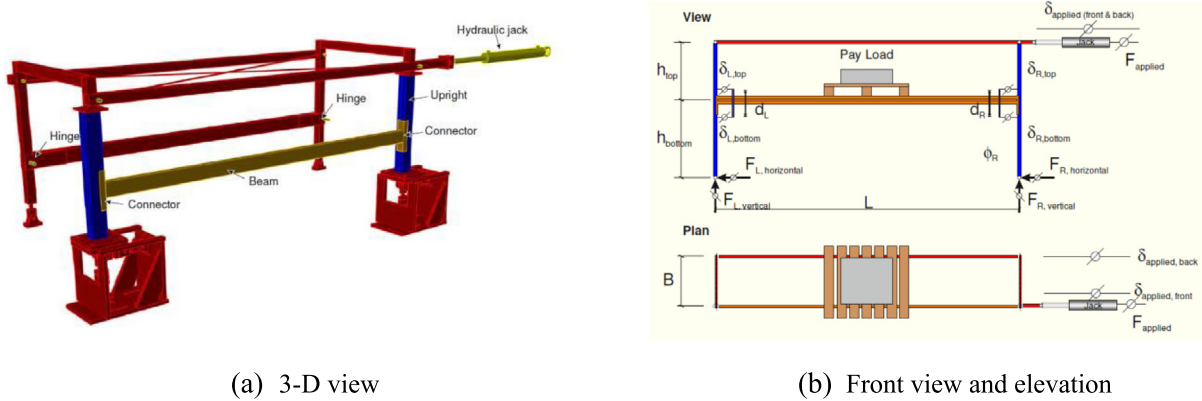 Hydraulic jack
Hinge
Upright
Hinge
Connector
Beam
Connector
(a) 3-D view
View
δapplied (front & back)
Jack
Fapplied
Pay Load
htop
δL,top
δR,top
dL
dR
hbottom
δL,bottom
δR,bottom
ϕR
FL, horizontal
FR, horizontal
FL, vertical
L
FR, vertical
Plan
B
δapplied, back
δapplied, front
Jack
Fapplied
(b) Front view and elevation